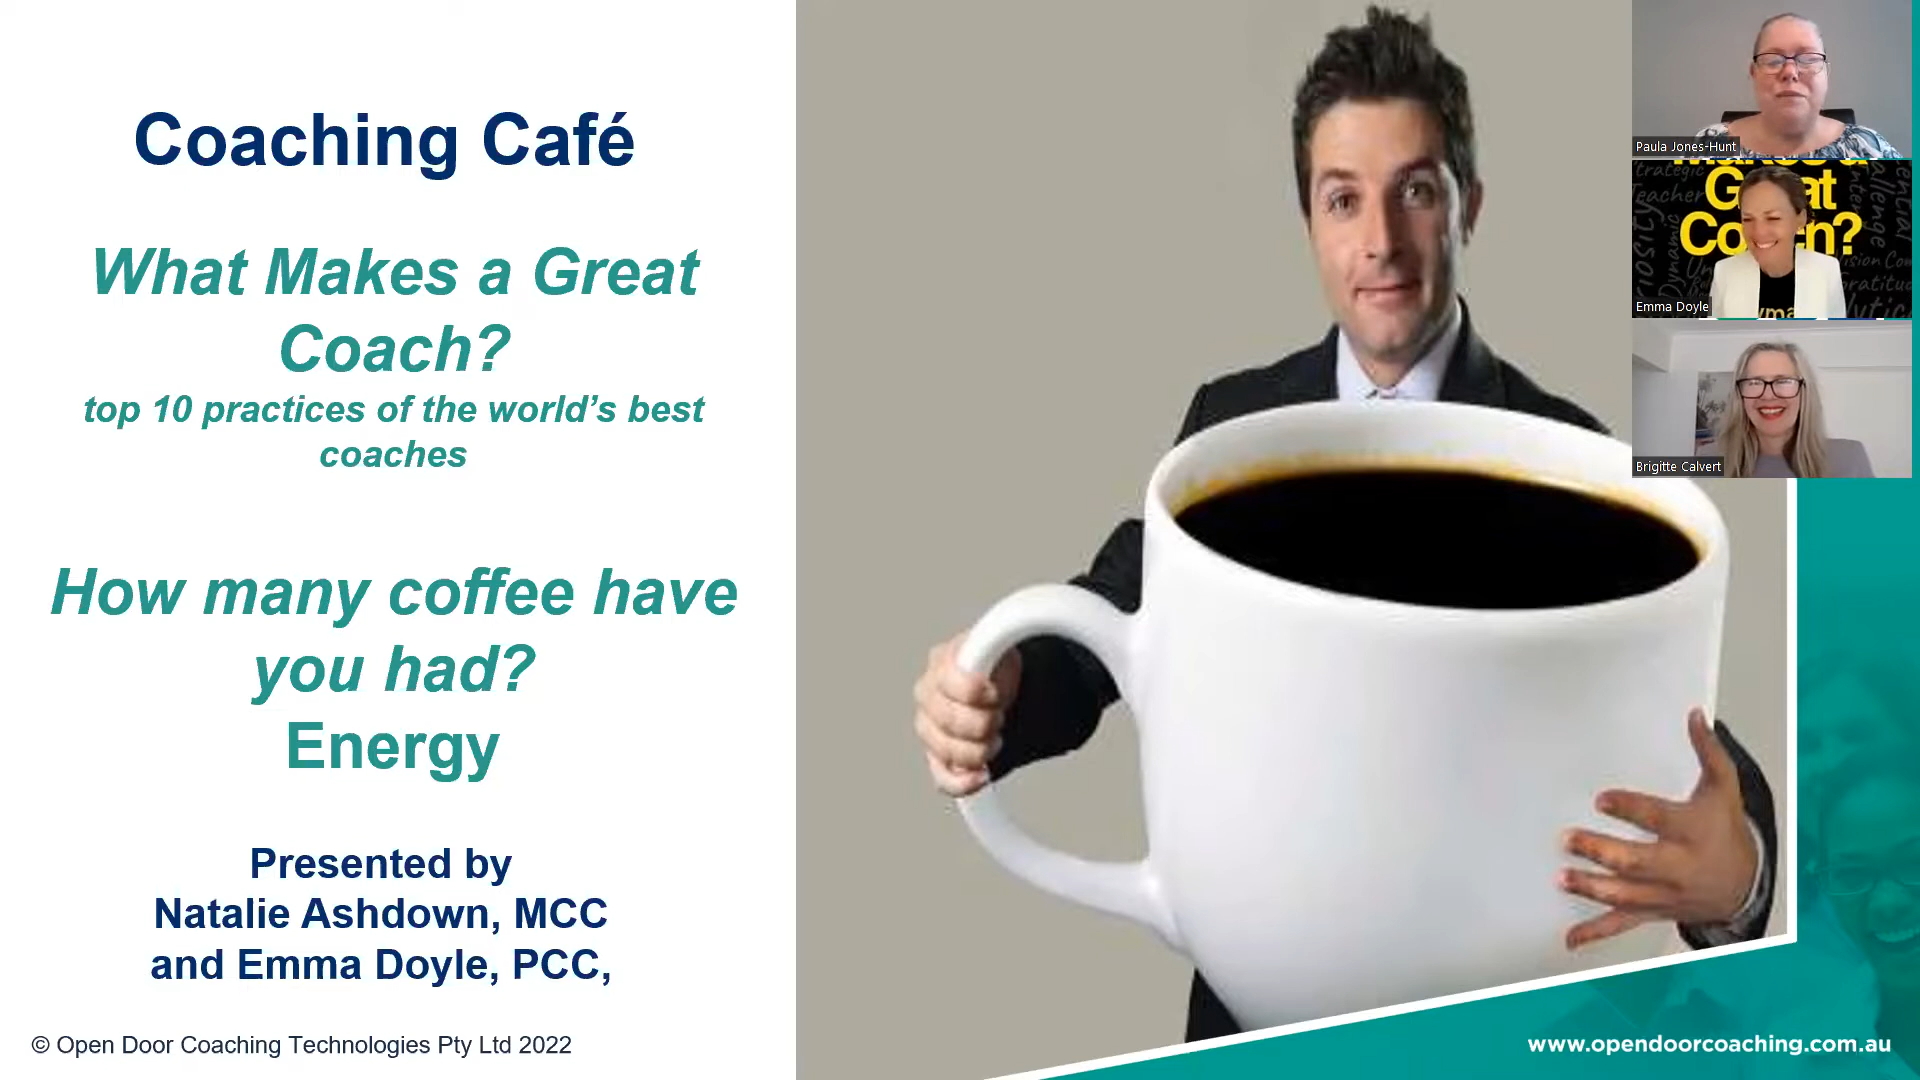 Coaching Café
What Makes a Great
Coach?
top 10 practices of the world’s best
coaches
How many coffee have
you had?
Energy
Presented by
Natalie Ashdown, MCC
and Emma Doyle, PCC,
© Open Door Coaching Technologies Pty Ltd 2022
Paula Jones-Hunt
Teacher
Dynamic
Emma Doyle
Brigitte Calvert
www.opendoorcoaching.com.au